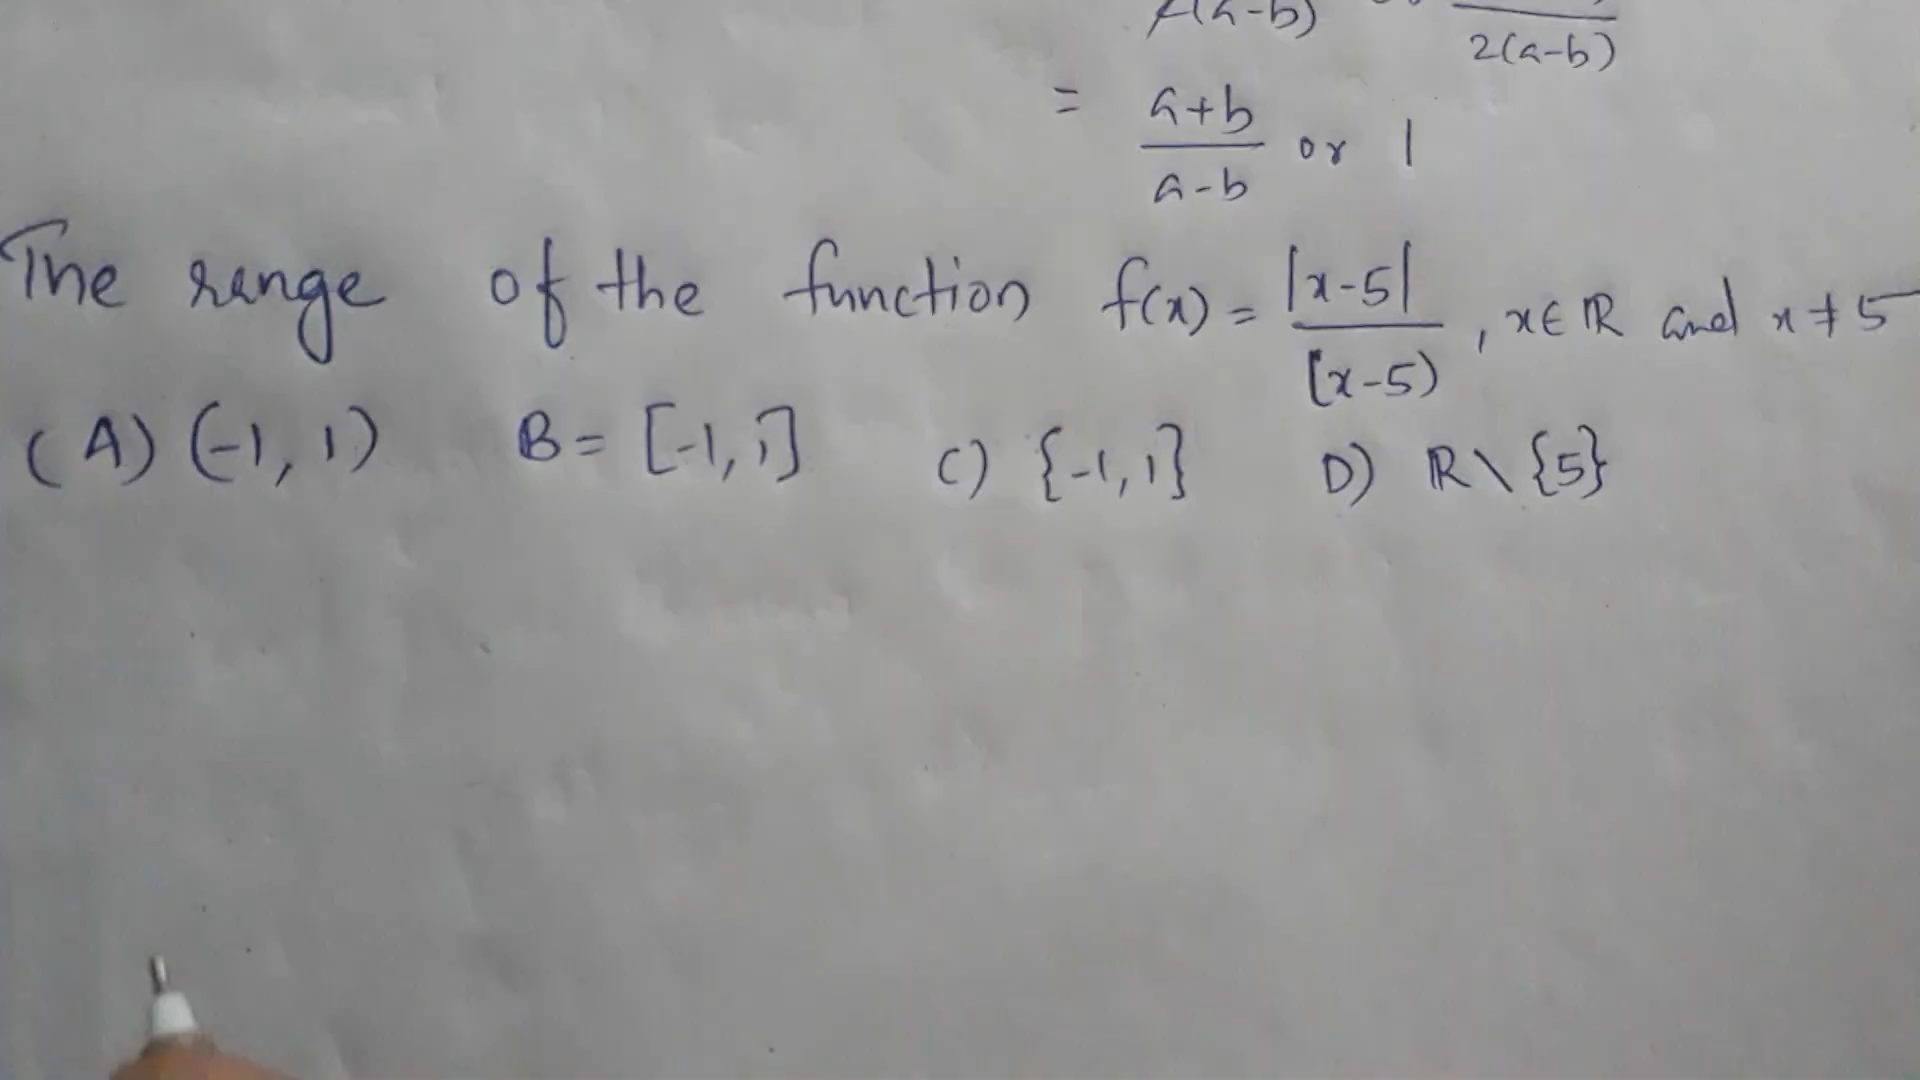 (a-b)
2(a-b)
= a+b / a-b or 1
The range of the function f(x) = |x-5| / (x-5) , x∈ℝ and x≠5
(A) (-1, 1) B = [-1, 1] C) {-1, 1} D) ℝ \ {5}